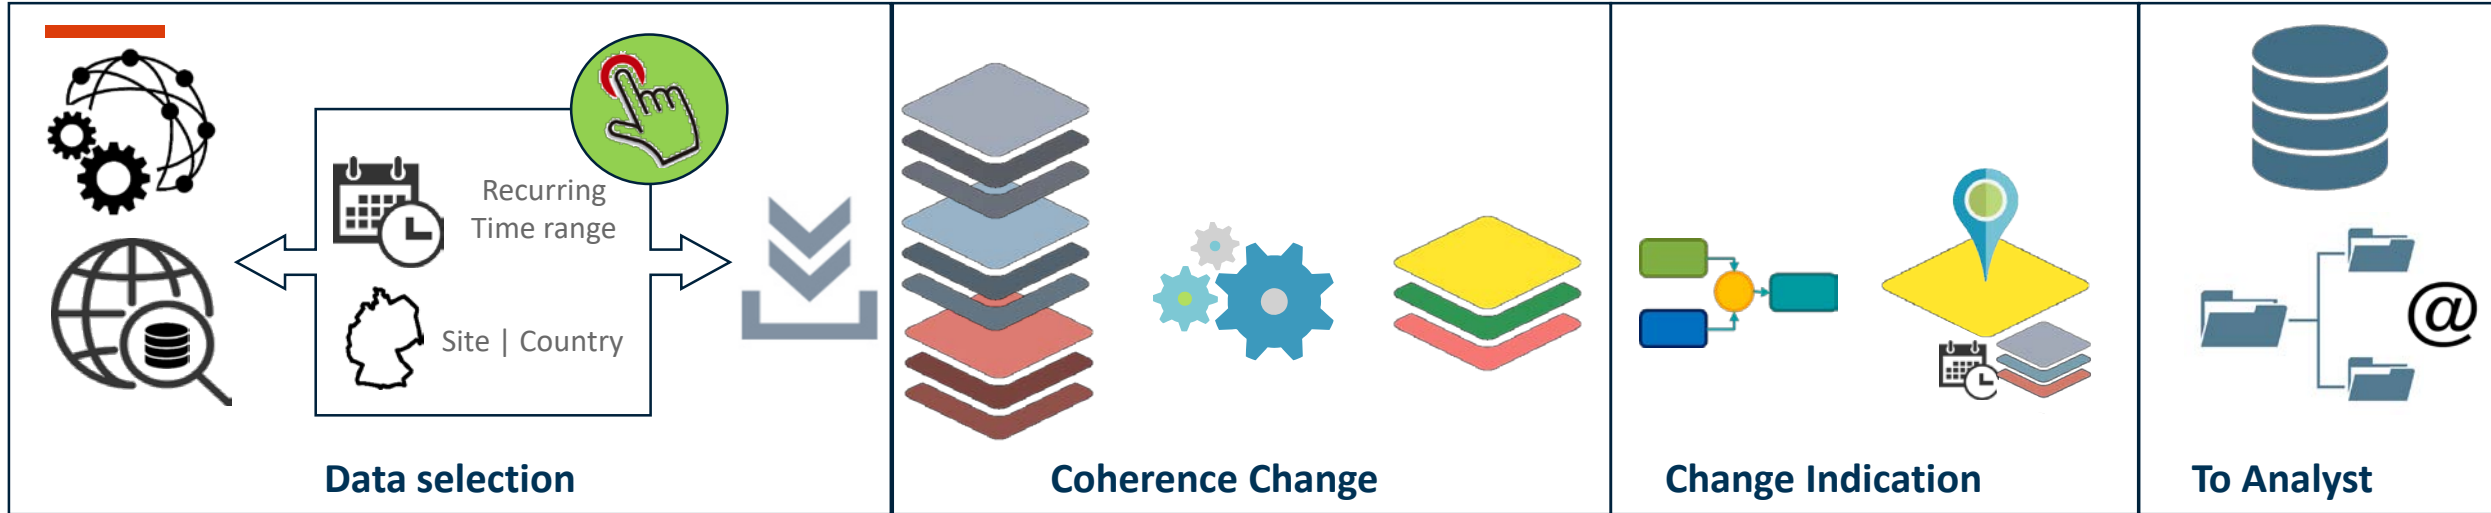 Recurring
Time range
Site | Country
Data selection
Coherence Change
Change Indication
@
To Analyst